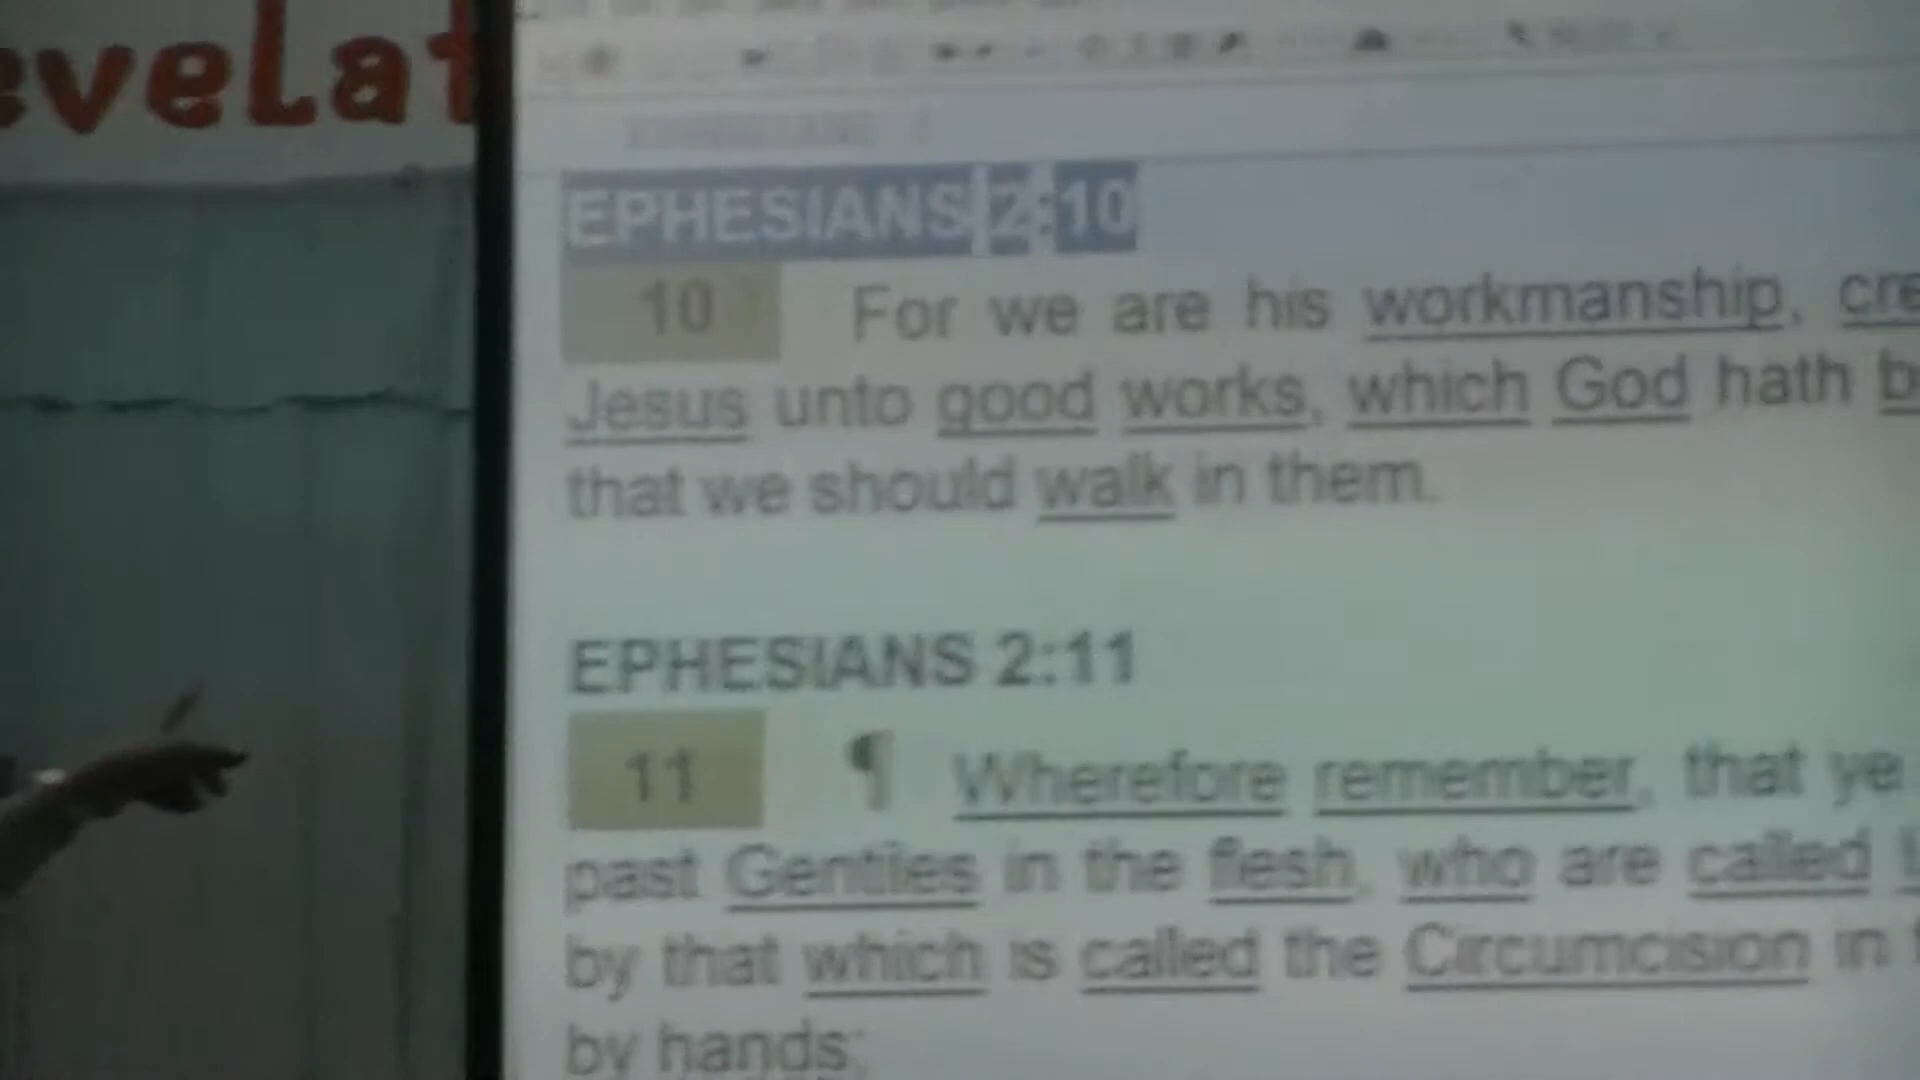 eveLat
EPHESIANS 2:10
10 For we are his workmanship, cre
Jesus unto good works, which God hath b
that we should walk in them.
EPHESIANS 2:11
11 ¶ Wherefore remember, that ye
past Gentiles in the flesh, who are called
by that which is called the Circumcision in
by hands;